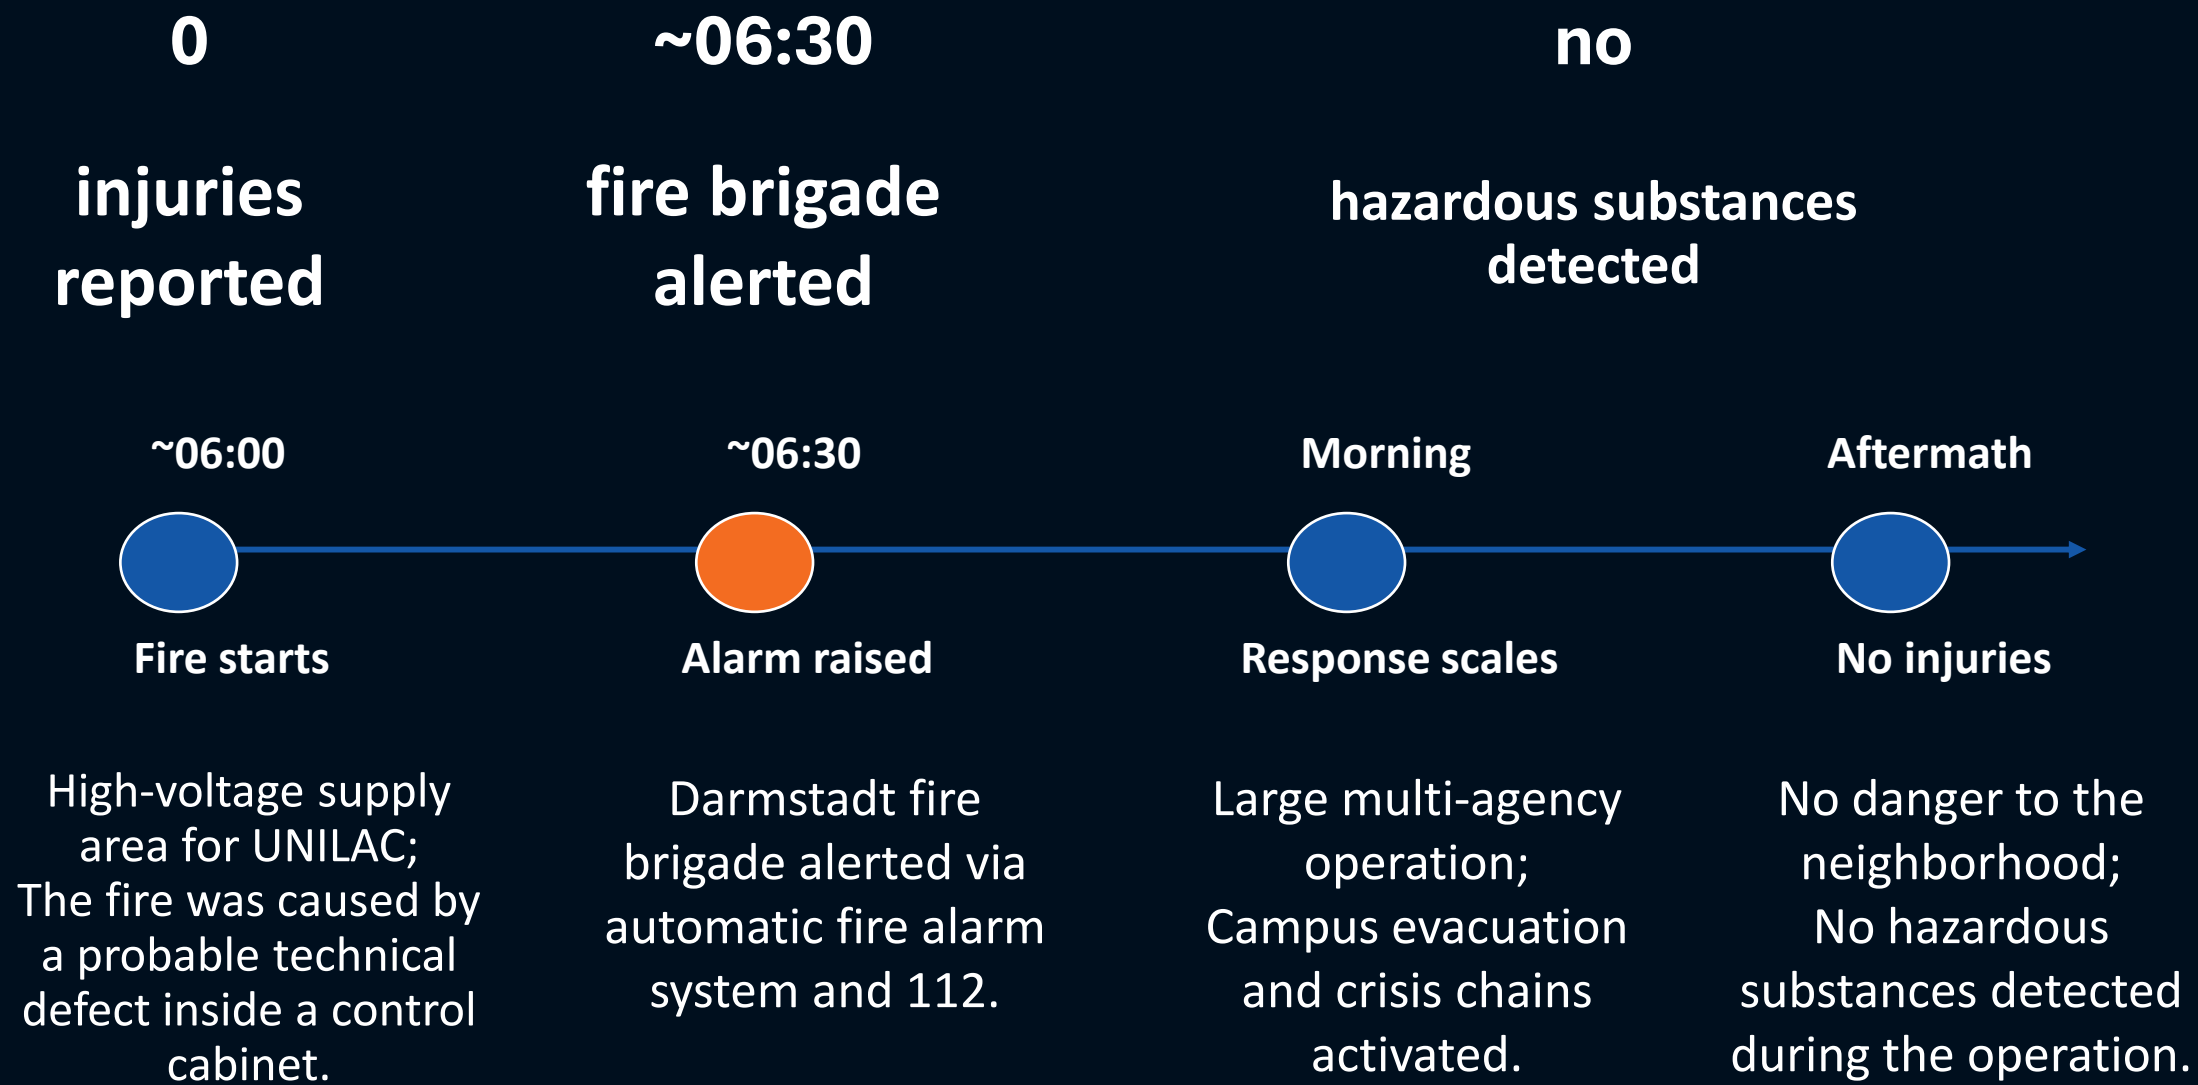 0
injuries
reported
~06:30
fire brigade
alerted
no
hazardous substances
detected
~06:00
Fire starts
High-voltage supply
area for UNILAC;
The fire was caused by
a probable technical
defect inside a control
cabinet.
~06:30
Alarm raised
Darmstadt fire
brigade alerted via
automatic fire alarm
system and 112.
Morning
Response scales
Large multi-agency
operation;
Campus evacuation
and crisis chains
activated.
Aftermath
No injuries
No danger to the
neighborhood;
No hazardous
substances detected
during the operation.